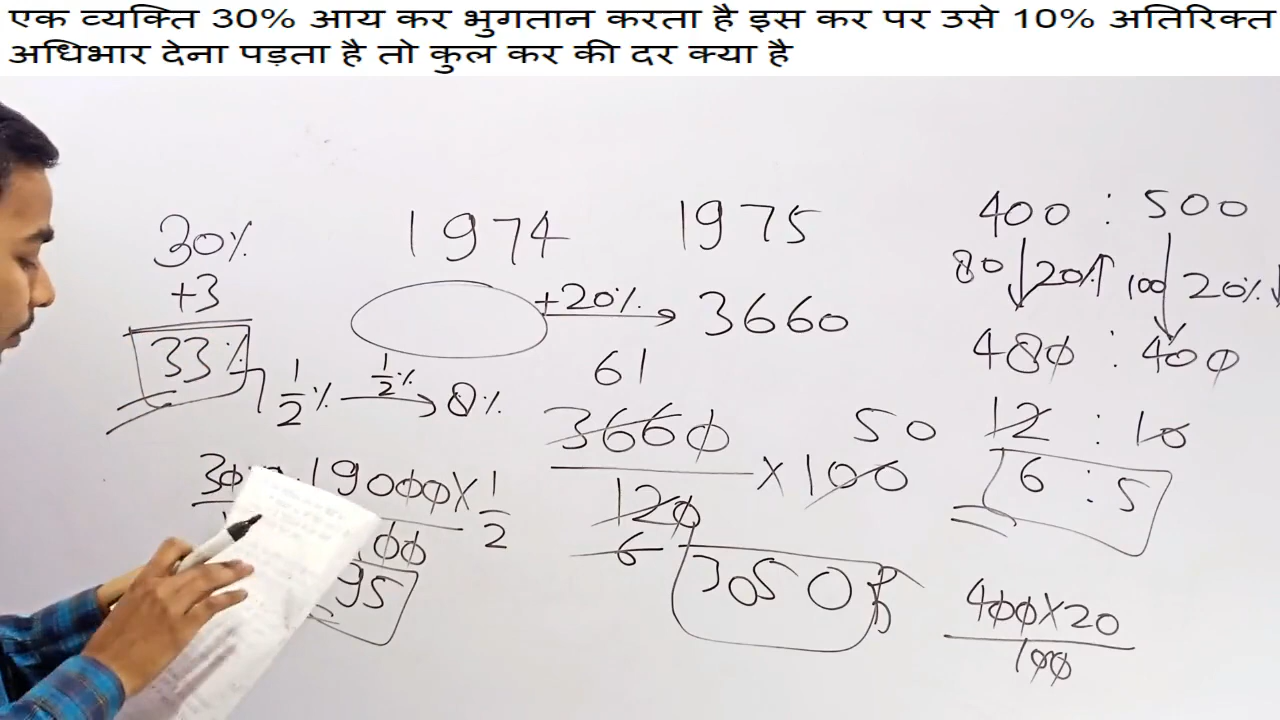 एक व्यक्ति 30% आय कर भुगतान करता है इस कर पर उसे 10% अतिरिक्त
अधिभार देना पड़ता है तो कुल कर की दर क्या है
30%
+3
33%
1/2% 1/2% 8%
19000 X 1/2
00
95
1974 1975
+20% 3660
61
3660 X 100 50
120
6
3050 ₹
400 : 500
80 20%↑ 100 20%↓
480 : 400
12 : 10
6 : 5
400X20
100